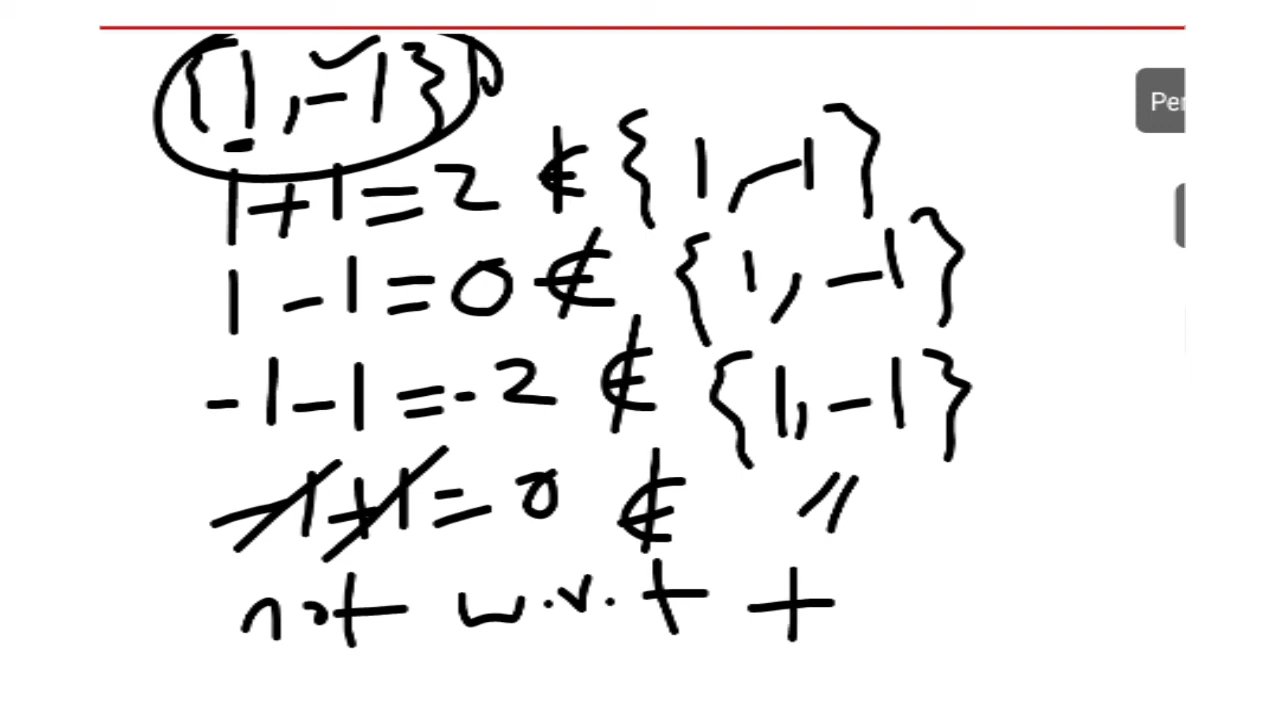 {1, -1}
Per
1+1=2 ∉ {1, -1}
1 - 1 = 0 ∉ {1, -1}
-1-1 = -2 ∉ {1, -1}
-1+1 = 0 ∉ 〃
not w.r.t +